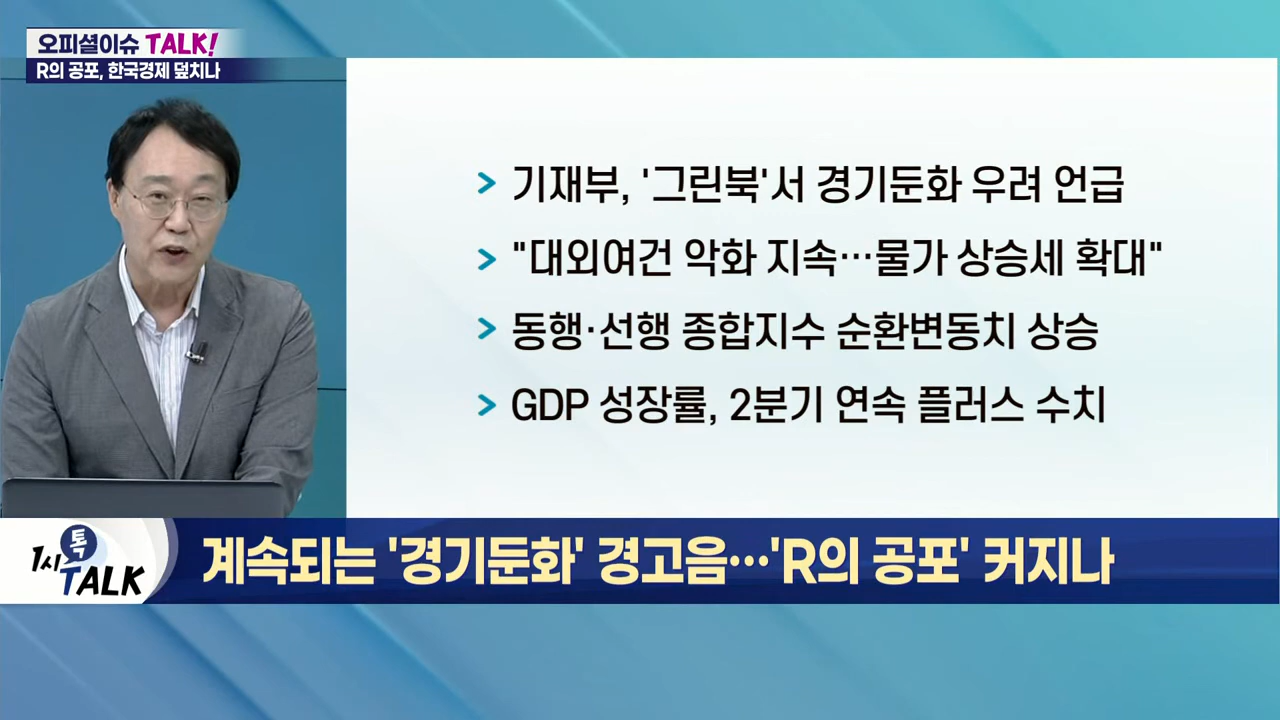 오피셜이슈 TALK!
R의 공포, 한국경제 덮치나
> 기재부, '그린북'서 경기둔화 우려 언급
> "대외여건 악화 지속…물가 상승세 확대"
> 동행·선행 종합지수 순환변동치 상승
> GDP 성장률, 2분기 연속 플러스 수치
1시 톡 TALK
계속되는 '경기둔화' 경고음…'R의 공포' 커지나